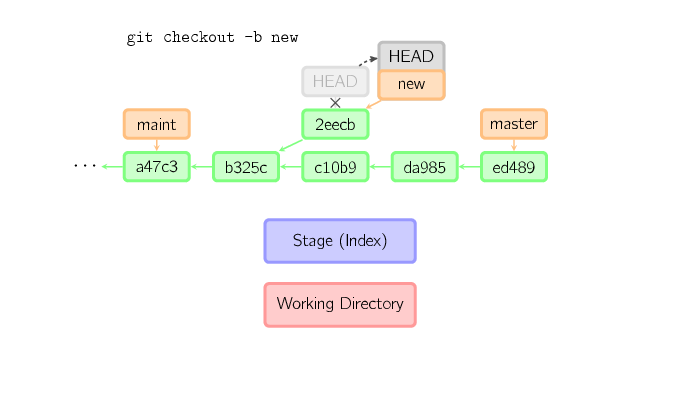 git checkout -b new
HEAD
HEAD
new
maint
2eecb
master
...
a47c3
b325c
c10b9
da985
ed489
Stage (Index)
Working Directory